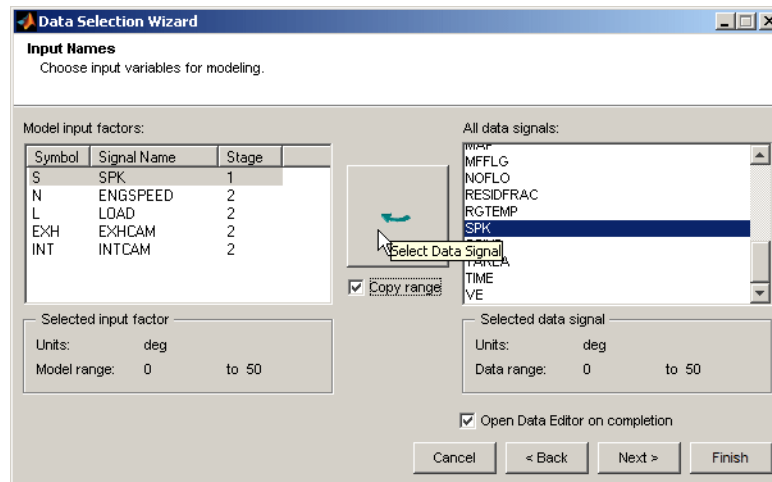 Data Selection Wizard
Input Names
Choose input variables for modeling.
Model input factors:
All data signals:
Symbol Signal Name Stage
S SPK 1
N ENGSPEED 2
L LOAD 2
EXH EXHCAM 2
INT INTCAM 2
MAP
MFFLG
NOFLO
RESIDFRAC
RGTEMP
SPK
Select Data Signal
TAREA
TIME
VE
Copy range
Selected input factor
Units: deg
Model range: 0 to 50
Selected data signal
Units: deg
Data range: 0 to 50
Open Data Editor on completion
Cancel < Back Next > Finish